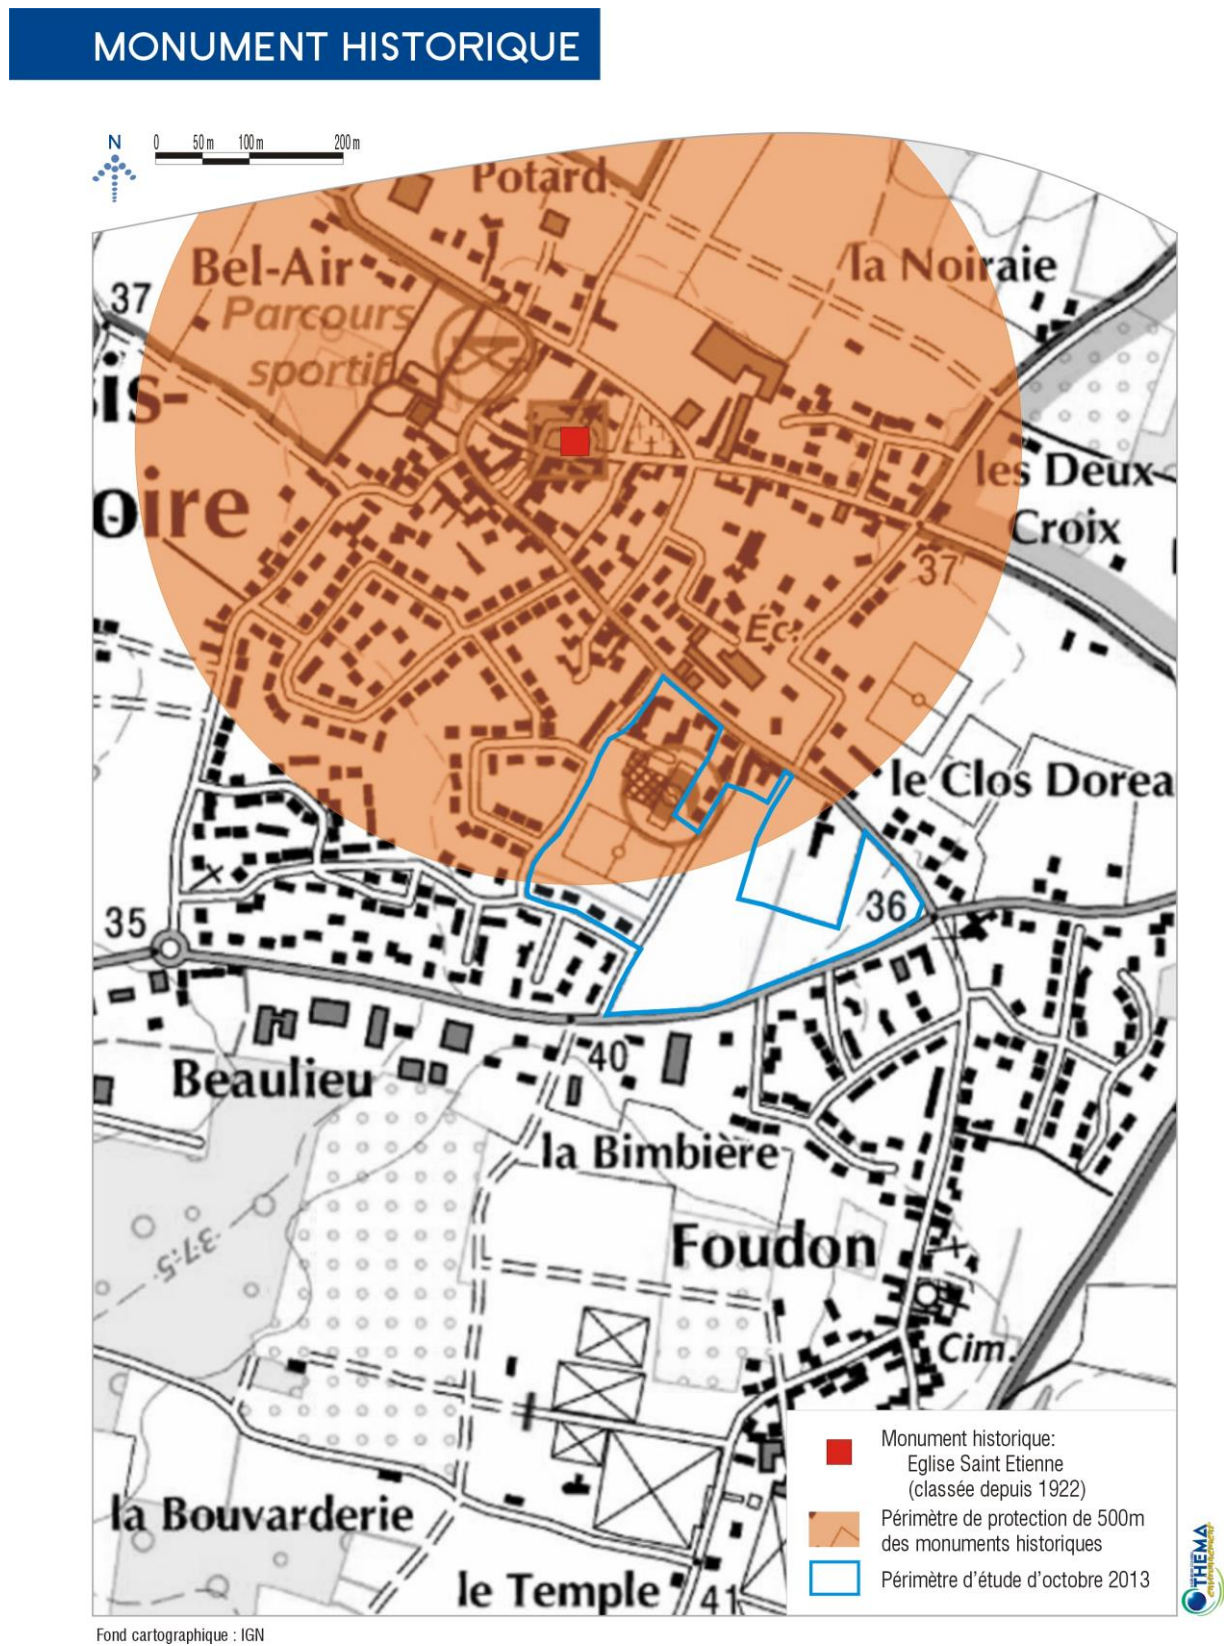 MONUMENT HISTORIQUE
N
0 50 m 100 m 200 m
Potard
Bel-Air
la Noiraie
37
Parcours
sportif
sis-
les Deux-
oire
Croix
37
Éc.
le Clos Dorea
36
35
40
Beaulieu
la Bimbière
Foudon
37.5
Cim.
Monument historique:
Eglise Saint Etienne
(classée depuis 1922)
la Bouvarderie
Périmètre de protection de 500m
des monuments historiques
THEMA
Périmètre d'étude d'octobre 2013
le Temple
41
Fond cartographique : IGN